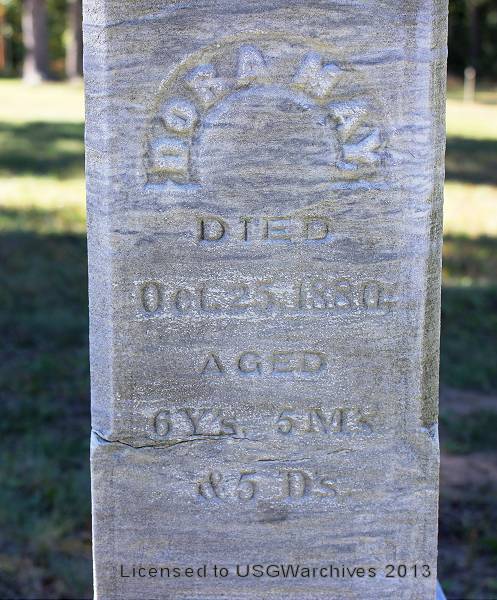 DORA MAY
DIED
Oct. 25, 1880,
AGED
6 Ys. 5 Ms
& 5 Ds.
Licensed to USGWarchives 2013